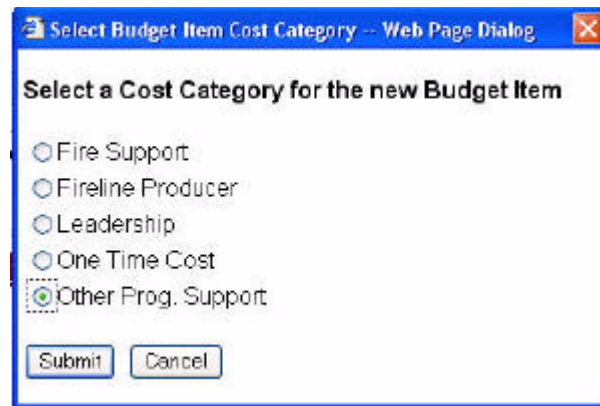 Select Budget Item Cost Category -- Web Page Dialog
Select a Cost Category for the new Budget Item
Fire Support
Fireline Producer
Leadership
One Time Cost
Other Prog. Support
Submit Cancel